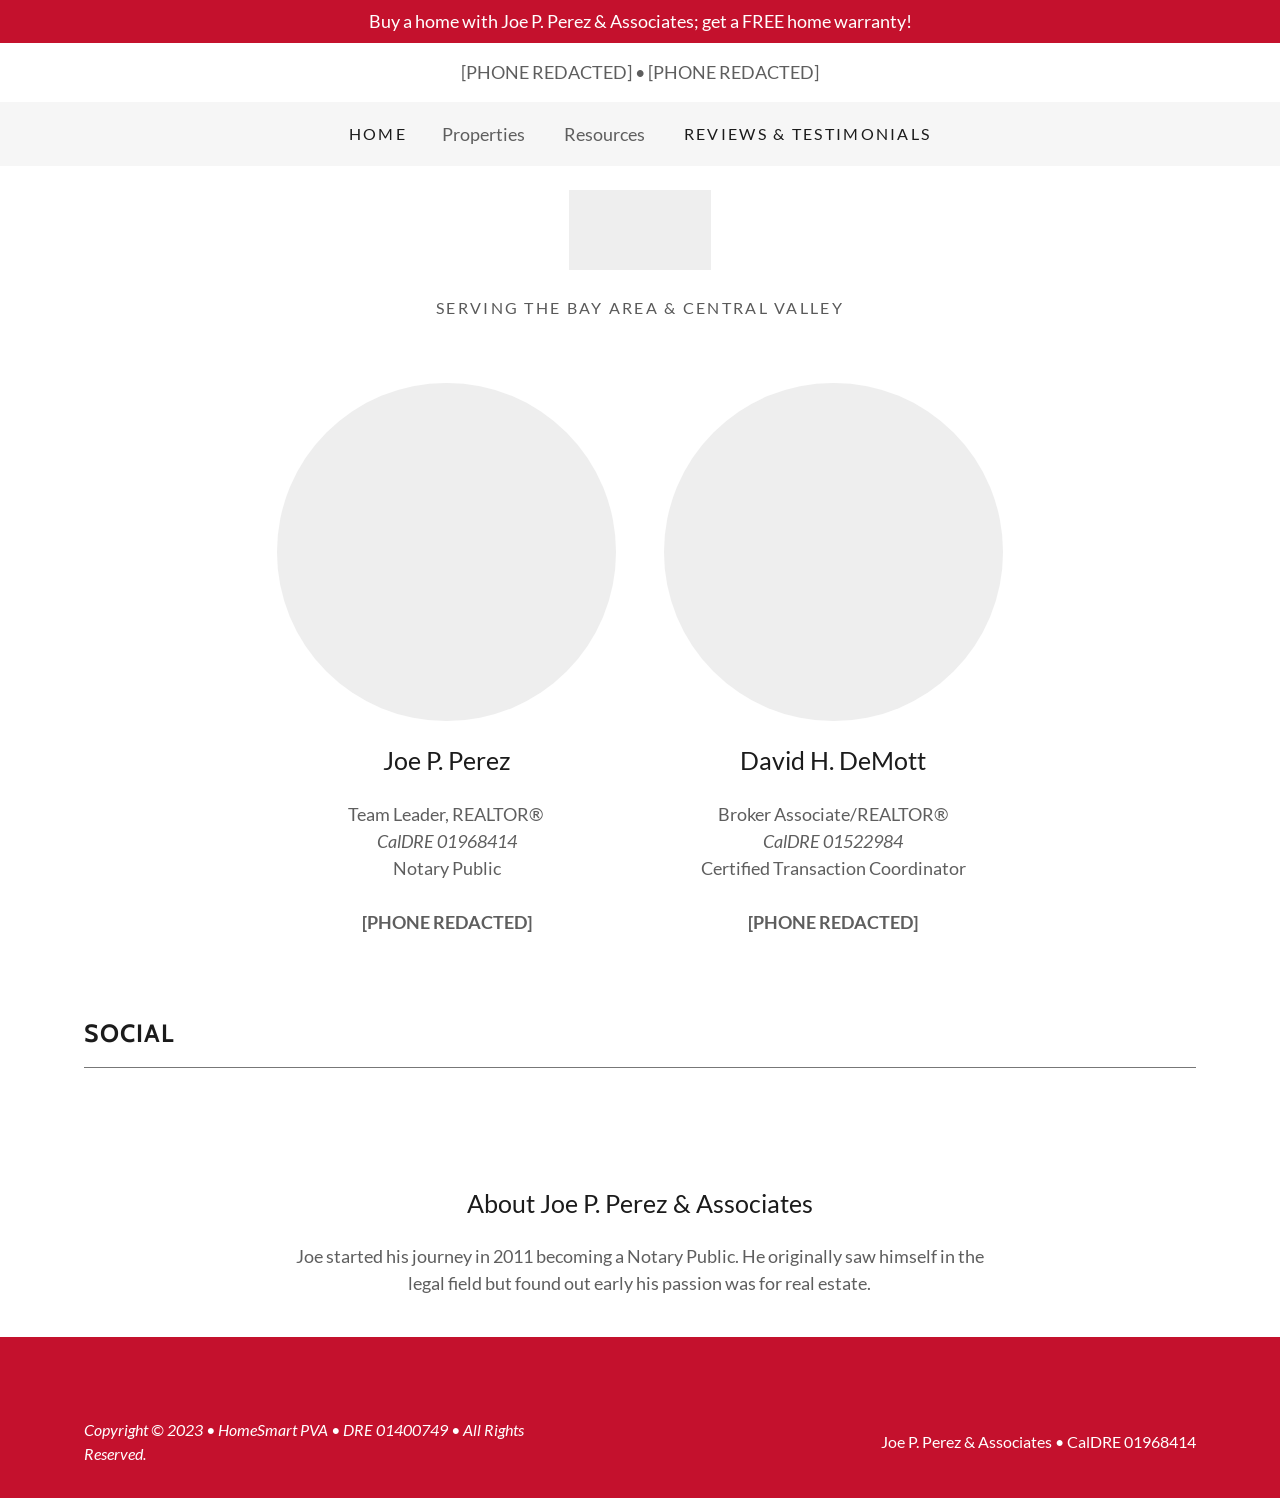 Buy a home with Joe P. Perez & Associates; get a FREE home warranty!
[PHONE REDACTED] • [PHONE REDACTED]
HOME Properties Resources REVIEWS & TESTIMONIALS
SERVING THE BAY AREA & CENTRAL VALLEY
Joe P. Perez
Team Leader, REALTOR®
CalDRE 01968414
Notary Public
[PHONE REDACTED]
David H. DeMott
Broker Associate/REALTOR®
CalDRE 01522984
Certified Transaction Coordinator
[PHONE REDACTED]
SOCIAL
About Joe P. Perez & Associates
Joe started his journey in 2011 becoming a Notary Public. He originally saw himself in the
legal field but found out early his passion was for real estate.
Copyright © 2023 • HomeSmart PVA • DRE 01400749 • All Rights
Reserved.
Joe P. Perez & Associates • CalDRE 01968414